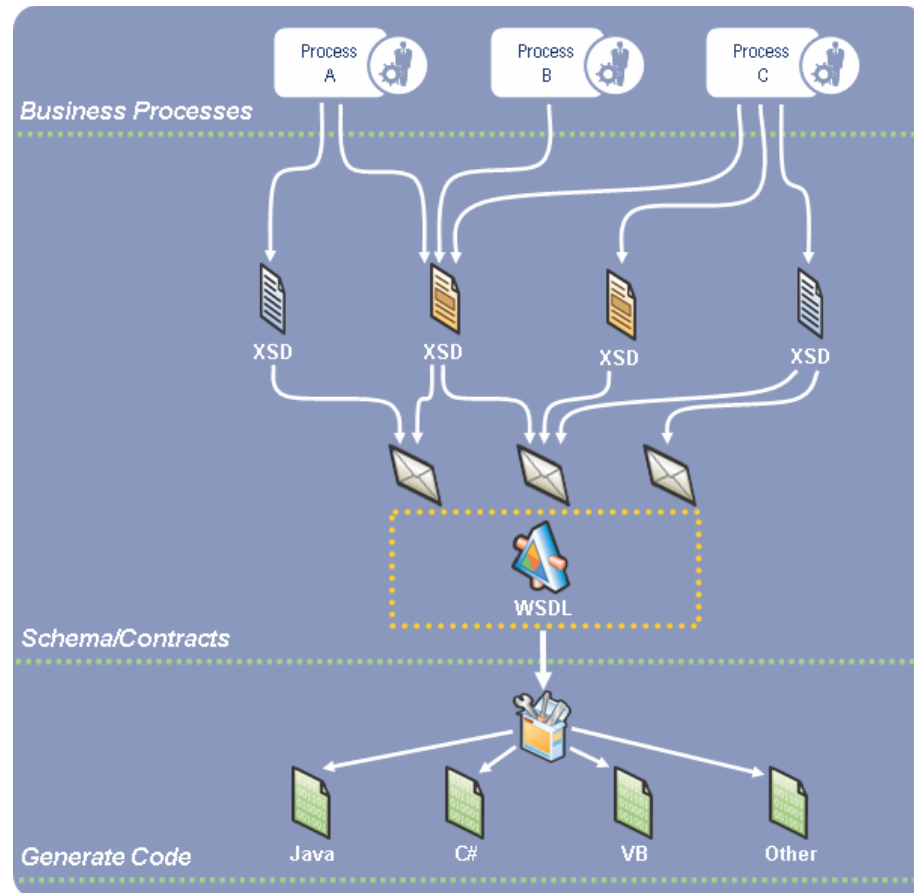 Process
A
Process
B
Process
C
Business Processes
XSD
XSD
XSD
XSD
WSDL
Schema/Contracts
Java
C#
VB
Other
Generate Code